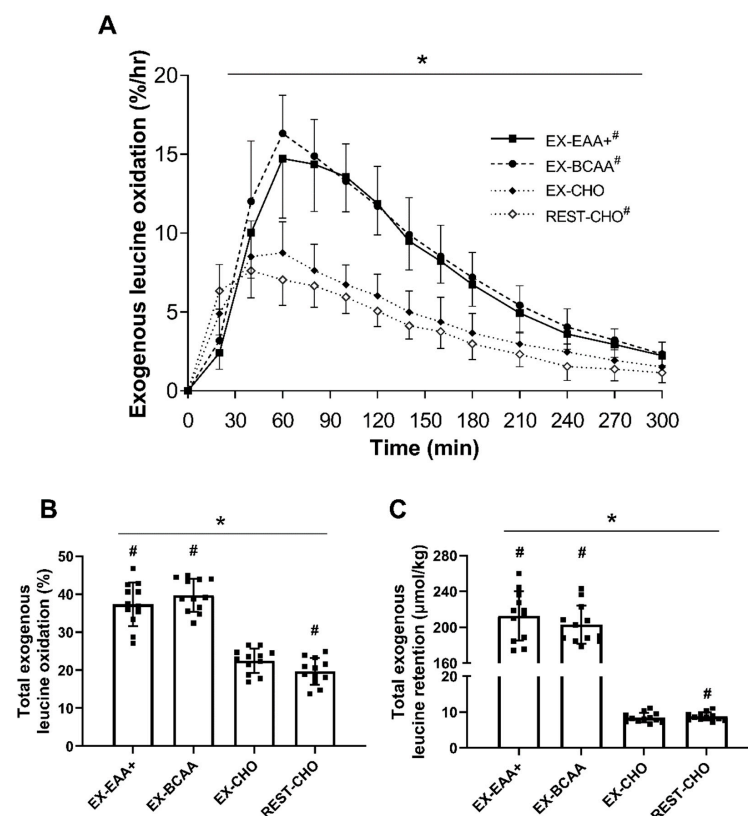 A
*
Exogenous leucine oxidation (%/hr)
20
15
10
5
0
EX-EAA+#
EX-BCAA#
EX-CHO
REST-CHO#
0 30 60 90 120 150 180 210 240 270 300
Time (min)
B
*
# #
#
Total exogenous
leucine oxidation (%)
50
40
30
20
10
0
EX-EAA+ EX-BCAA EX-CHO REST-CHO
C
*
# #
#
Total exogenous
leucine retention (µmol/kg)
280
240
200
160
20
10
0
EX-EAA+ EX-BCAA EX-CHO REST-CHO